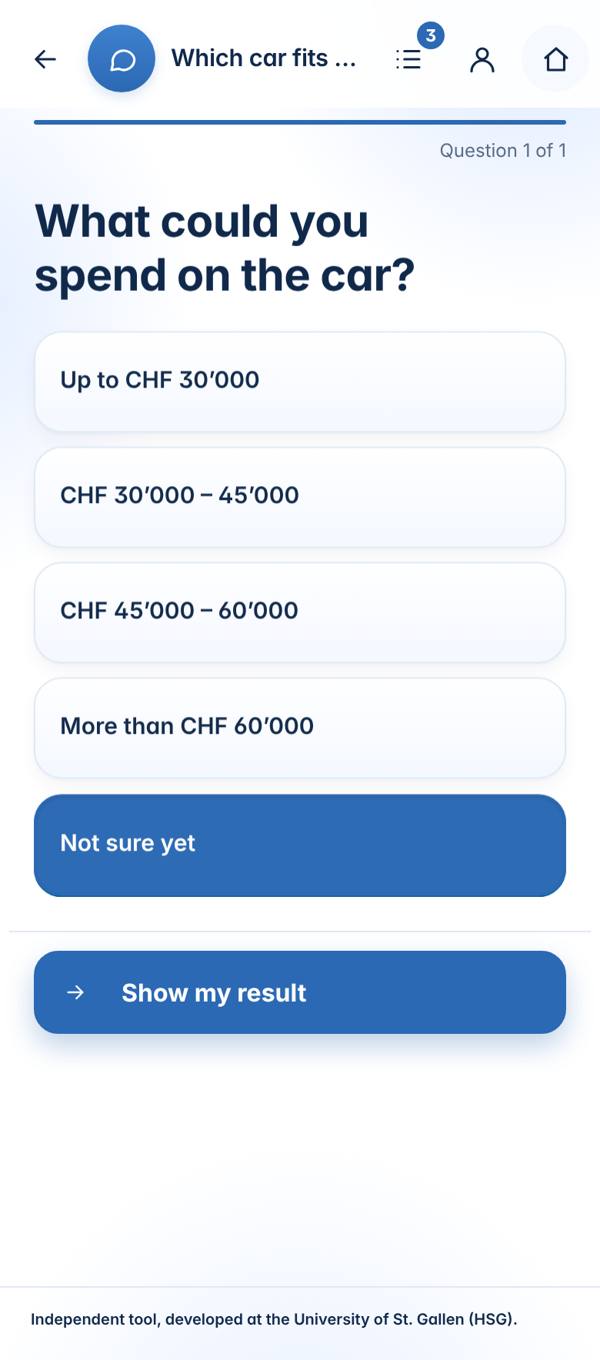 Which car fits ...
3
Question 1 of 1
What could you
spend on the car?
Up to CHF 30’000
CHF 30’000 – 45’000
CHF 45’000 – 60’000
More than CHF 60’000
Not sure yet
Show my result
Independent tool, developed at the University of St. Gallen (HSG).